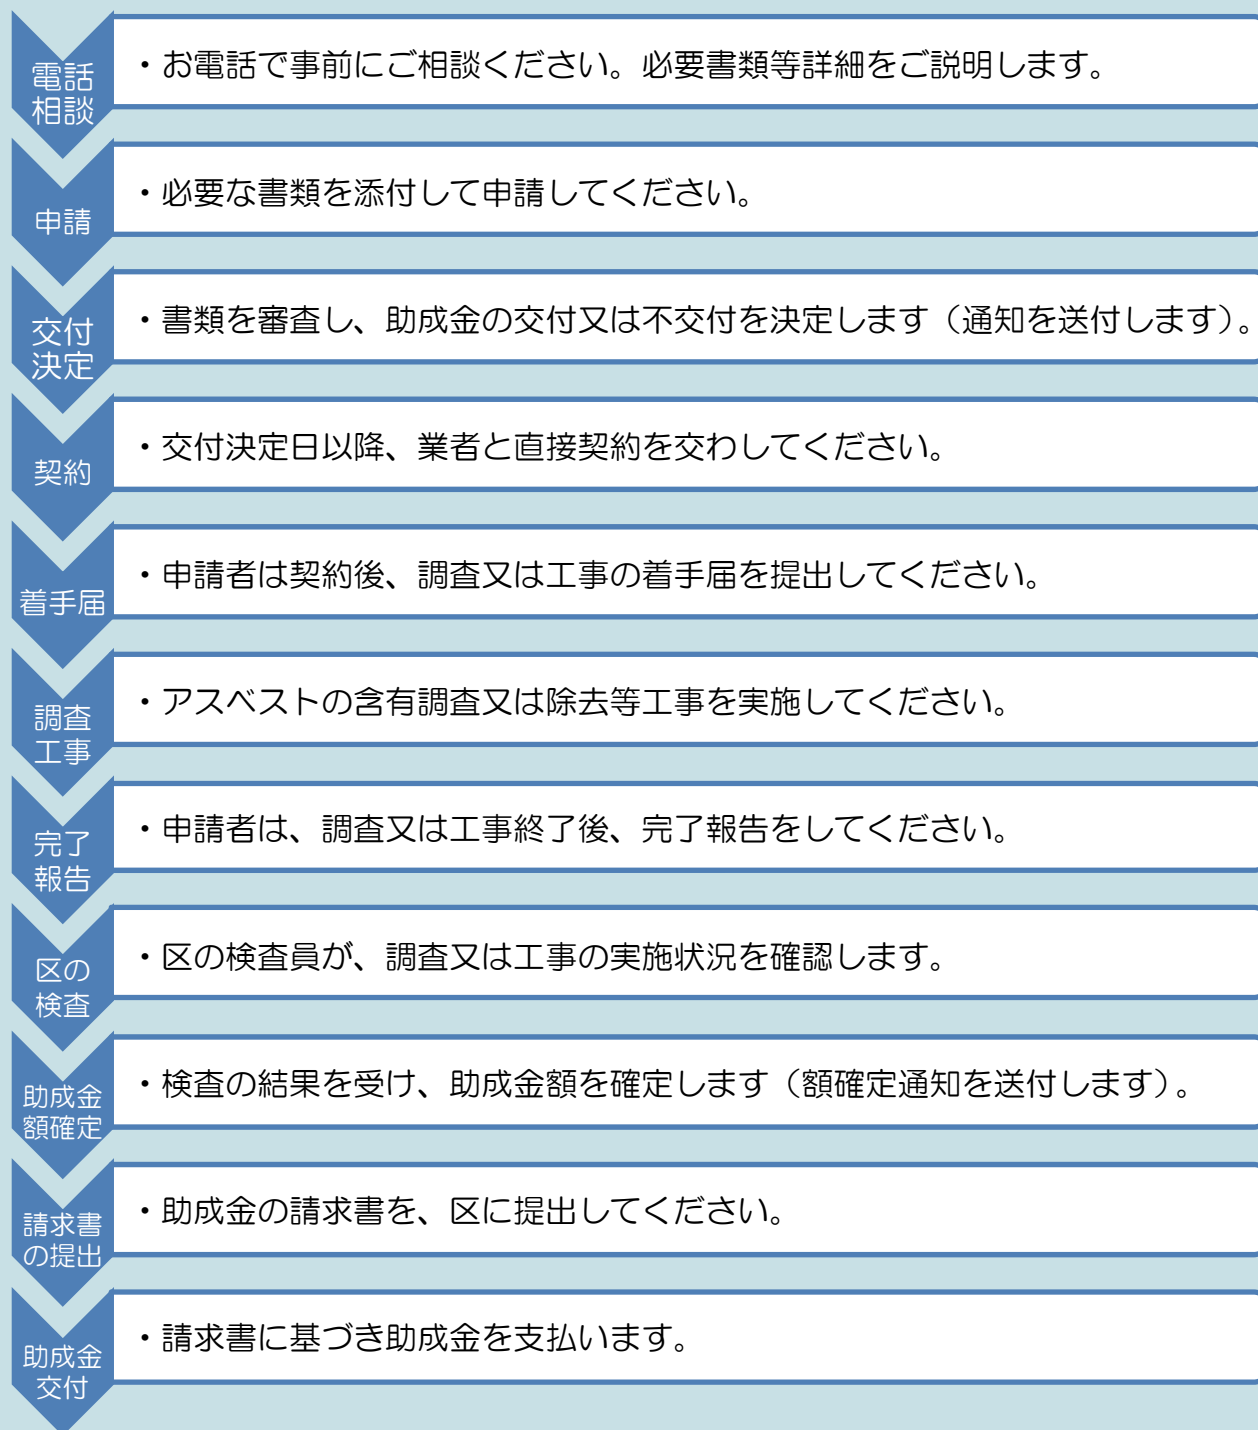 電話
相談
・お電話で事前にご相談ください。必要書類等詳細をご説明します。
申請
・必要な書類を添付して申請してください。
交付
決定
・書類を審査し、助成金の交付又は不交付を決定します（通知を送付します）。
契約
・交付決定日以降、業者と直接契約を交わしてください。
着手届
・申請者は契約後、調査又は工事の着手届を提出してください。
調査
工事
・アスベストの含有調査又は除去等工事を実施してください。
完了
報告
・申請者は、調査又は工事終了後、完了報告をしてください。
区の
検査
・区の検査員が、調査又は工事の実施状況を確認します。
助成金
額確定
・検査の結果を受け、助成金額を確定します（額確定通知を送付します）。
請求書
の提出
・助成金の請求書を、区に提出してください。
助成金
交付
・請求書に基づき助成金を支払います。